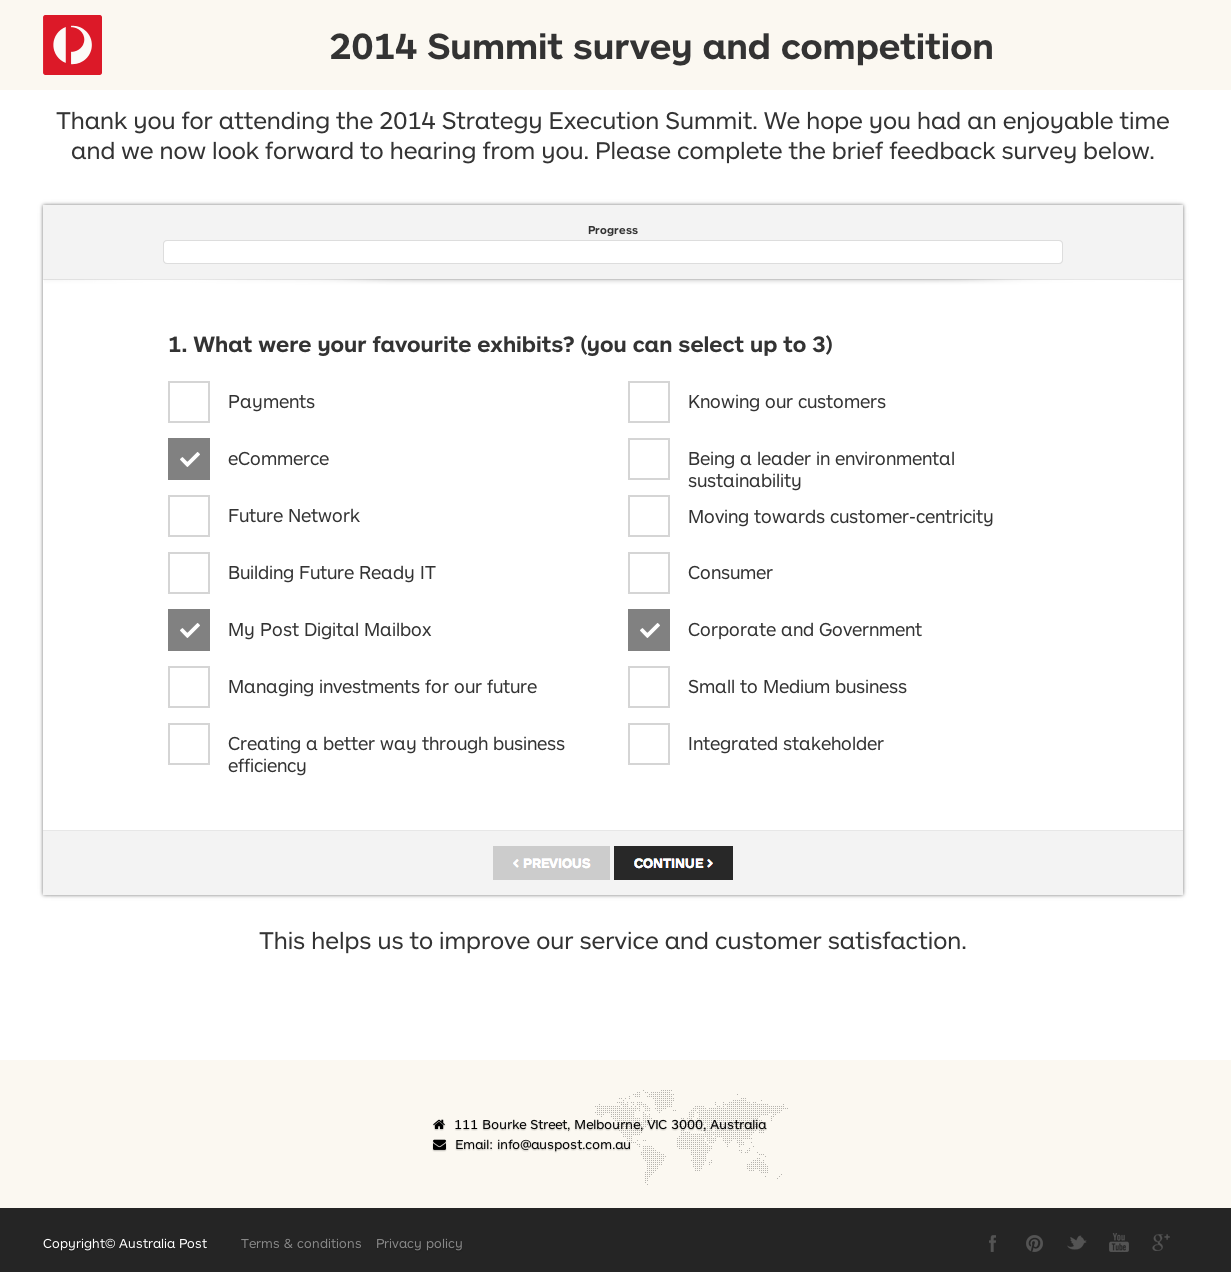 2014 Summit survey and competition
Thank you for attending the 2014 Strategy Execution Summit. We hope you had an enjoyable time
and we now look forward to hearing from you. Please complete the brief feedback survey below.
Progress
1. What were your favourite exhibits? (you can select up to 3)
Payments
eCommerce
Future Network
Building Future Ready IT
My Post Digital Mailbox
Managing investments for our future
Creating a better way through business
efficiency
Knowing our customers
Being a leader in environmental
sustainability
Moving towards customer-centricity
Consumer
Corporate and Government
Small to Medium business
Integrated stakeholder
< PREVIOUS
CONTINUE >
This helps us to improve our service and customer satisfaction.
111 Bourke Street, Melbourne, VIC 3000, Australia
Email: info@auspost.com.au
Copyright© Australia Post Terms & conditions Privacy policy
f You Tube g+